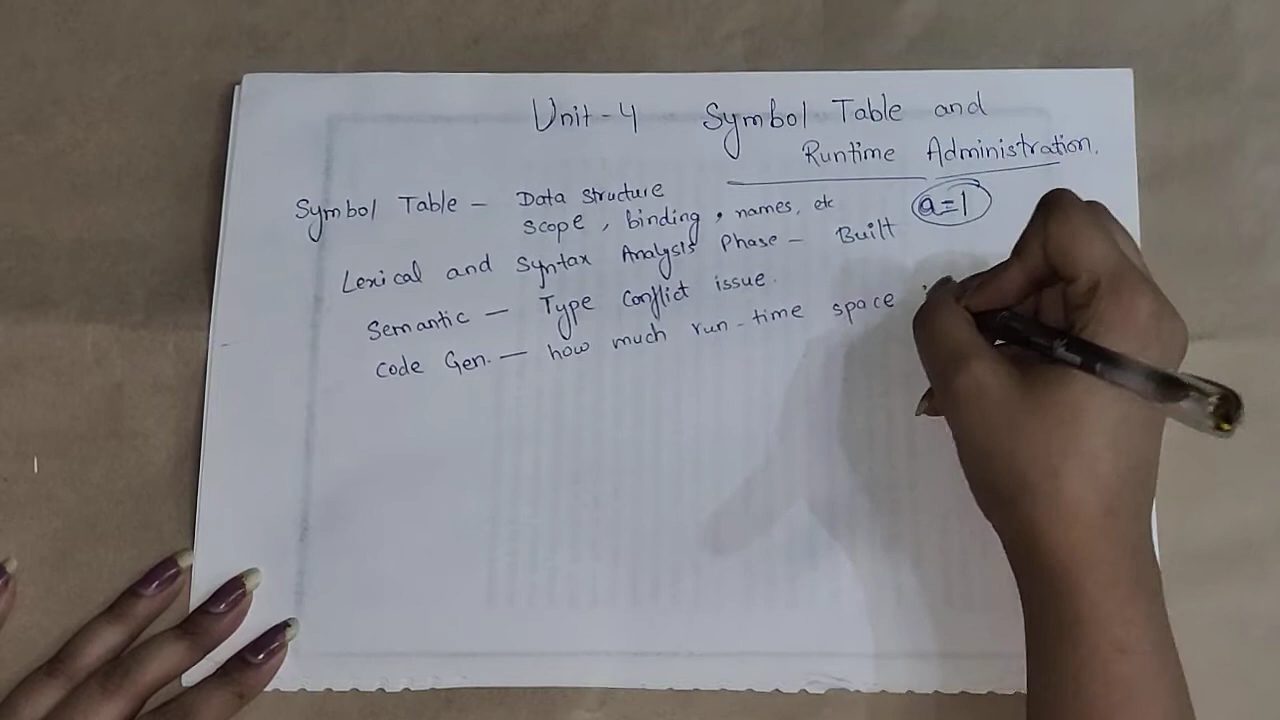 Unit-4 Symbol Table and
Runtime Administration.
Symbol Table - Data structure
scope, binding, names, etc
a=1
Lexical and Syntax Analysis Phase - Built
Semantic - Type Conflict issue.
Code Gen. - how much run-time space